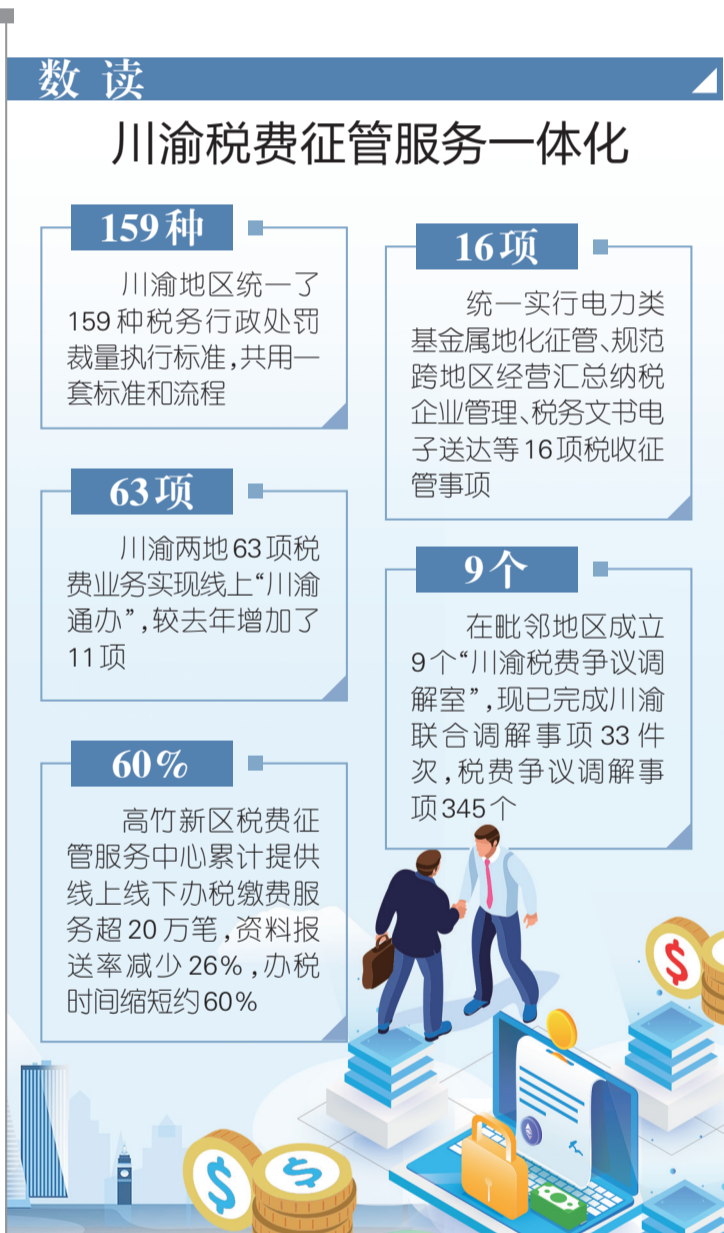 数 读
川渝税费征管服务一体化
159种
川渝地区统一了
159种税务行政处罚
裁量执行标准,共用一
套标准和流程
63项
川渝两地63项税
费业务实现线上“川渝
通办”,较去年增加了
11项
60%
高竹新区税费征
管服务中心累计提供
线上线下办税缴费服
务超20万笔,资料报
送率减少26%,办税
时间缩短约60%
16项
统一实行电力类
基金属地化征管、规范
跨地区经营汇总纳税
企业管理、税务文书电
子送达等16项税收征
管事项
9个
在毗邻地区成立
9个“川渝税费争议调
解室”,现已完成川渝
联合调解事项33件
次,税费争议调解事
项345个
$
$
$